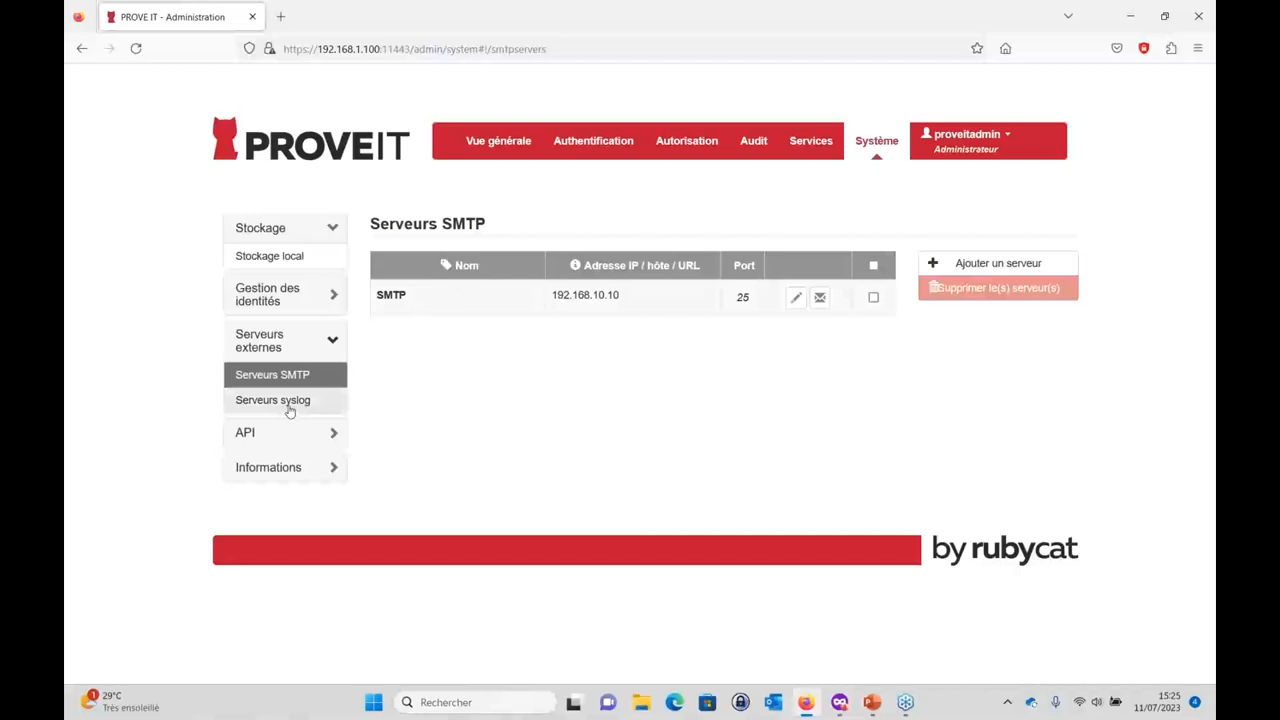 PROVE IT - Administration
https://192.168.1.100:11443/admin/system#!/smtpservers
PROVEIT
Vue générale
Authentification
Autorisation
Audit
Services
Système
proveitadmin
Administrateur
Stockage
Stockage local
Gestion des
identités
Serveurs
externes
Serveurs SMTP
Serveurs syslog
API
Informations
Serveurs SMTP
Nom
Adresse IP / hôte / URL
Port
SMTP
192.168.10.10
25
Ajouter un serveur
Supprimer le(s) serveur(s)
by rubycat
1
29°C
Très ensoleillé
Rechercher
15:25
11/07/2023
4